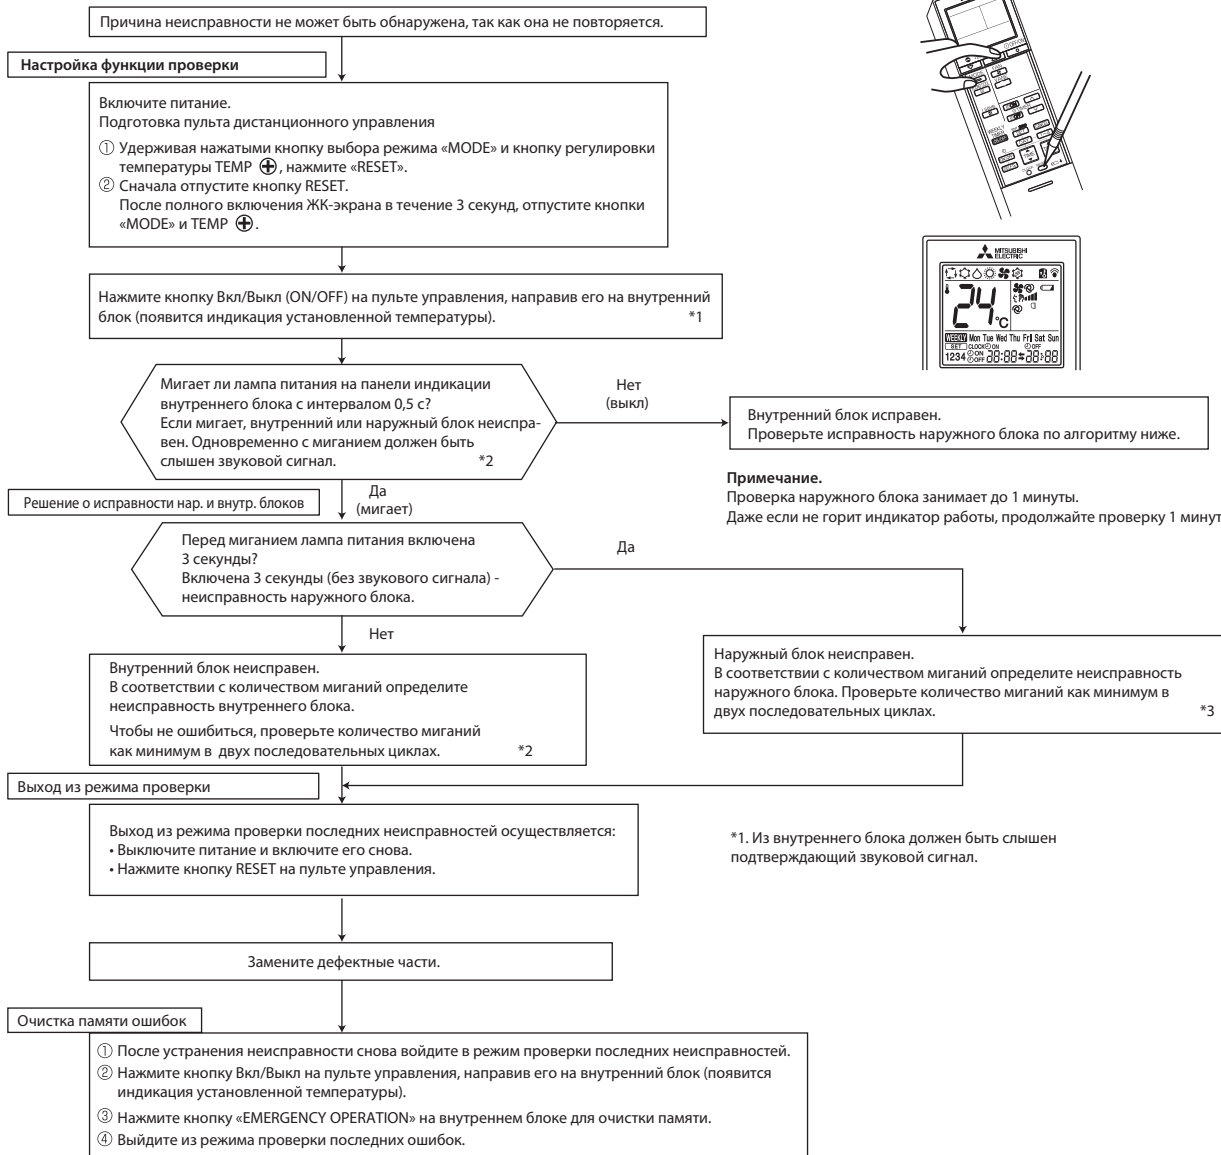 Причина неисправности не может быть обнаружена, так как она не повторяется.
Настройка функции проверки
Включите питание.
Подготовка пульта дистанционного управления
① Удерживая нажатыми кнопку выбора режима «MODE» и кнопку регулировки
температуры TEMP ⊕, нажмите «RESET».
② Сначала отпустите кнопку RESET.
После полного включения ЖК-экрана в течение 3 секунд, отпустите кнопки
«MODE» и TEMP ⊕.
MITSUBISHI
ELECTRIC
24°C
WEEKLY Mon Tue Wed Thu Fri Sat Sun
SET CLOCK ON OFF
1234 ON OFF 88:88 88:88
Нажмите кнопку Вкл/Выкл (ON/OFF) на пульте управления, направив его на внутренний
блок (появится индикация установленной температуры). *1
Мигает ли лампа питания на панели индикации
внутреннего блока с интервалом 0,5 с?
Если мигает, внутренний или наружный блок неиспра-
вен. Одновременно с миганием должен быть
слышен звуковой сигнал. *2
Нет
(выкл)
Внутренний блок исправен.
Проверьте исправность наружного блока по алгоритму ниже.
Примечание.
Проверка наружного блока занимает до 1 минуты.
Даже если не горит индикатор работы, продолжайте проверку 1 минут
Решение о исправности нар. и внутр. блоков
Да
(мигает)
Перед миганием лампа питания включена
3 секунды?
Включена 3 секунды (без звукового сигнала) -
неисправность наружного блока.
Да
Нет
Внутренний блок неисправен.
В соответствии с количеством миганий определите
неисправность внутреннего блока.
Чтобы не ошибиться, проверьте количество миганий
как минимум в двух последовательных циклах. *2
Наружный блок неисправен.
В соответствии с количеством миганий определите неисправность
наружного блока. Проверьте количество миганий как минимум в
двух последовательных циклах. *3
Выход из режима проверки
Выход из режима проверки последних неисправностей осуществляется:
• Выключите питание и включите его снова.
• Нажмите кнопку RESET на пульте управления.
*1. Из внутреннего блока должен быть слышен
подтверждающий звуковой сигнал.
Замените дефектные части.
Очистка памяти ошибок
① После устранения неисправности снова войдите в режим проверки последних неисправностей.
② Нажмите кнопку Вкл/Выкл на пульте управления, направив его на внутренний блок (появится
индикация установленной температуры).
③ Нажмите кнопку «EMERGENCY OPERATION» на внутреннем блоке для очистки памяти.
④ Выйдите из режима проверки последних ошибок.